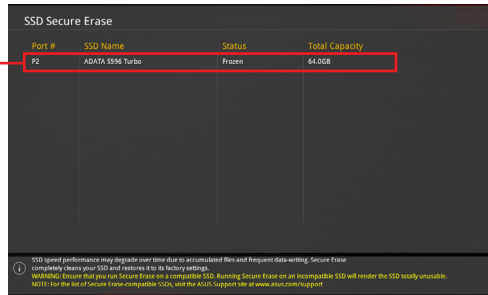 SSD Secure Erase
Port # SSD Name Status Total Capacity
P2 ADATA S596 Turbo Frozen 64.0GB
SSD speed performance may degrade over time due to accumulated files and frequent data-writing. Secure Erase
completely cleans your SSD and restores it to its factory settings.
WARNING: Ensure that you run Secure Erase on a compatible SSD. Running Secure Erase on an incompatible SSD will render the SSD totally unusable.
NOTE: For the list of Secure Erase-compatible SSDs, visit the ASUS Support site at www.asus.com/support